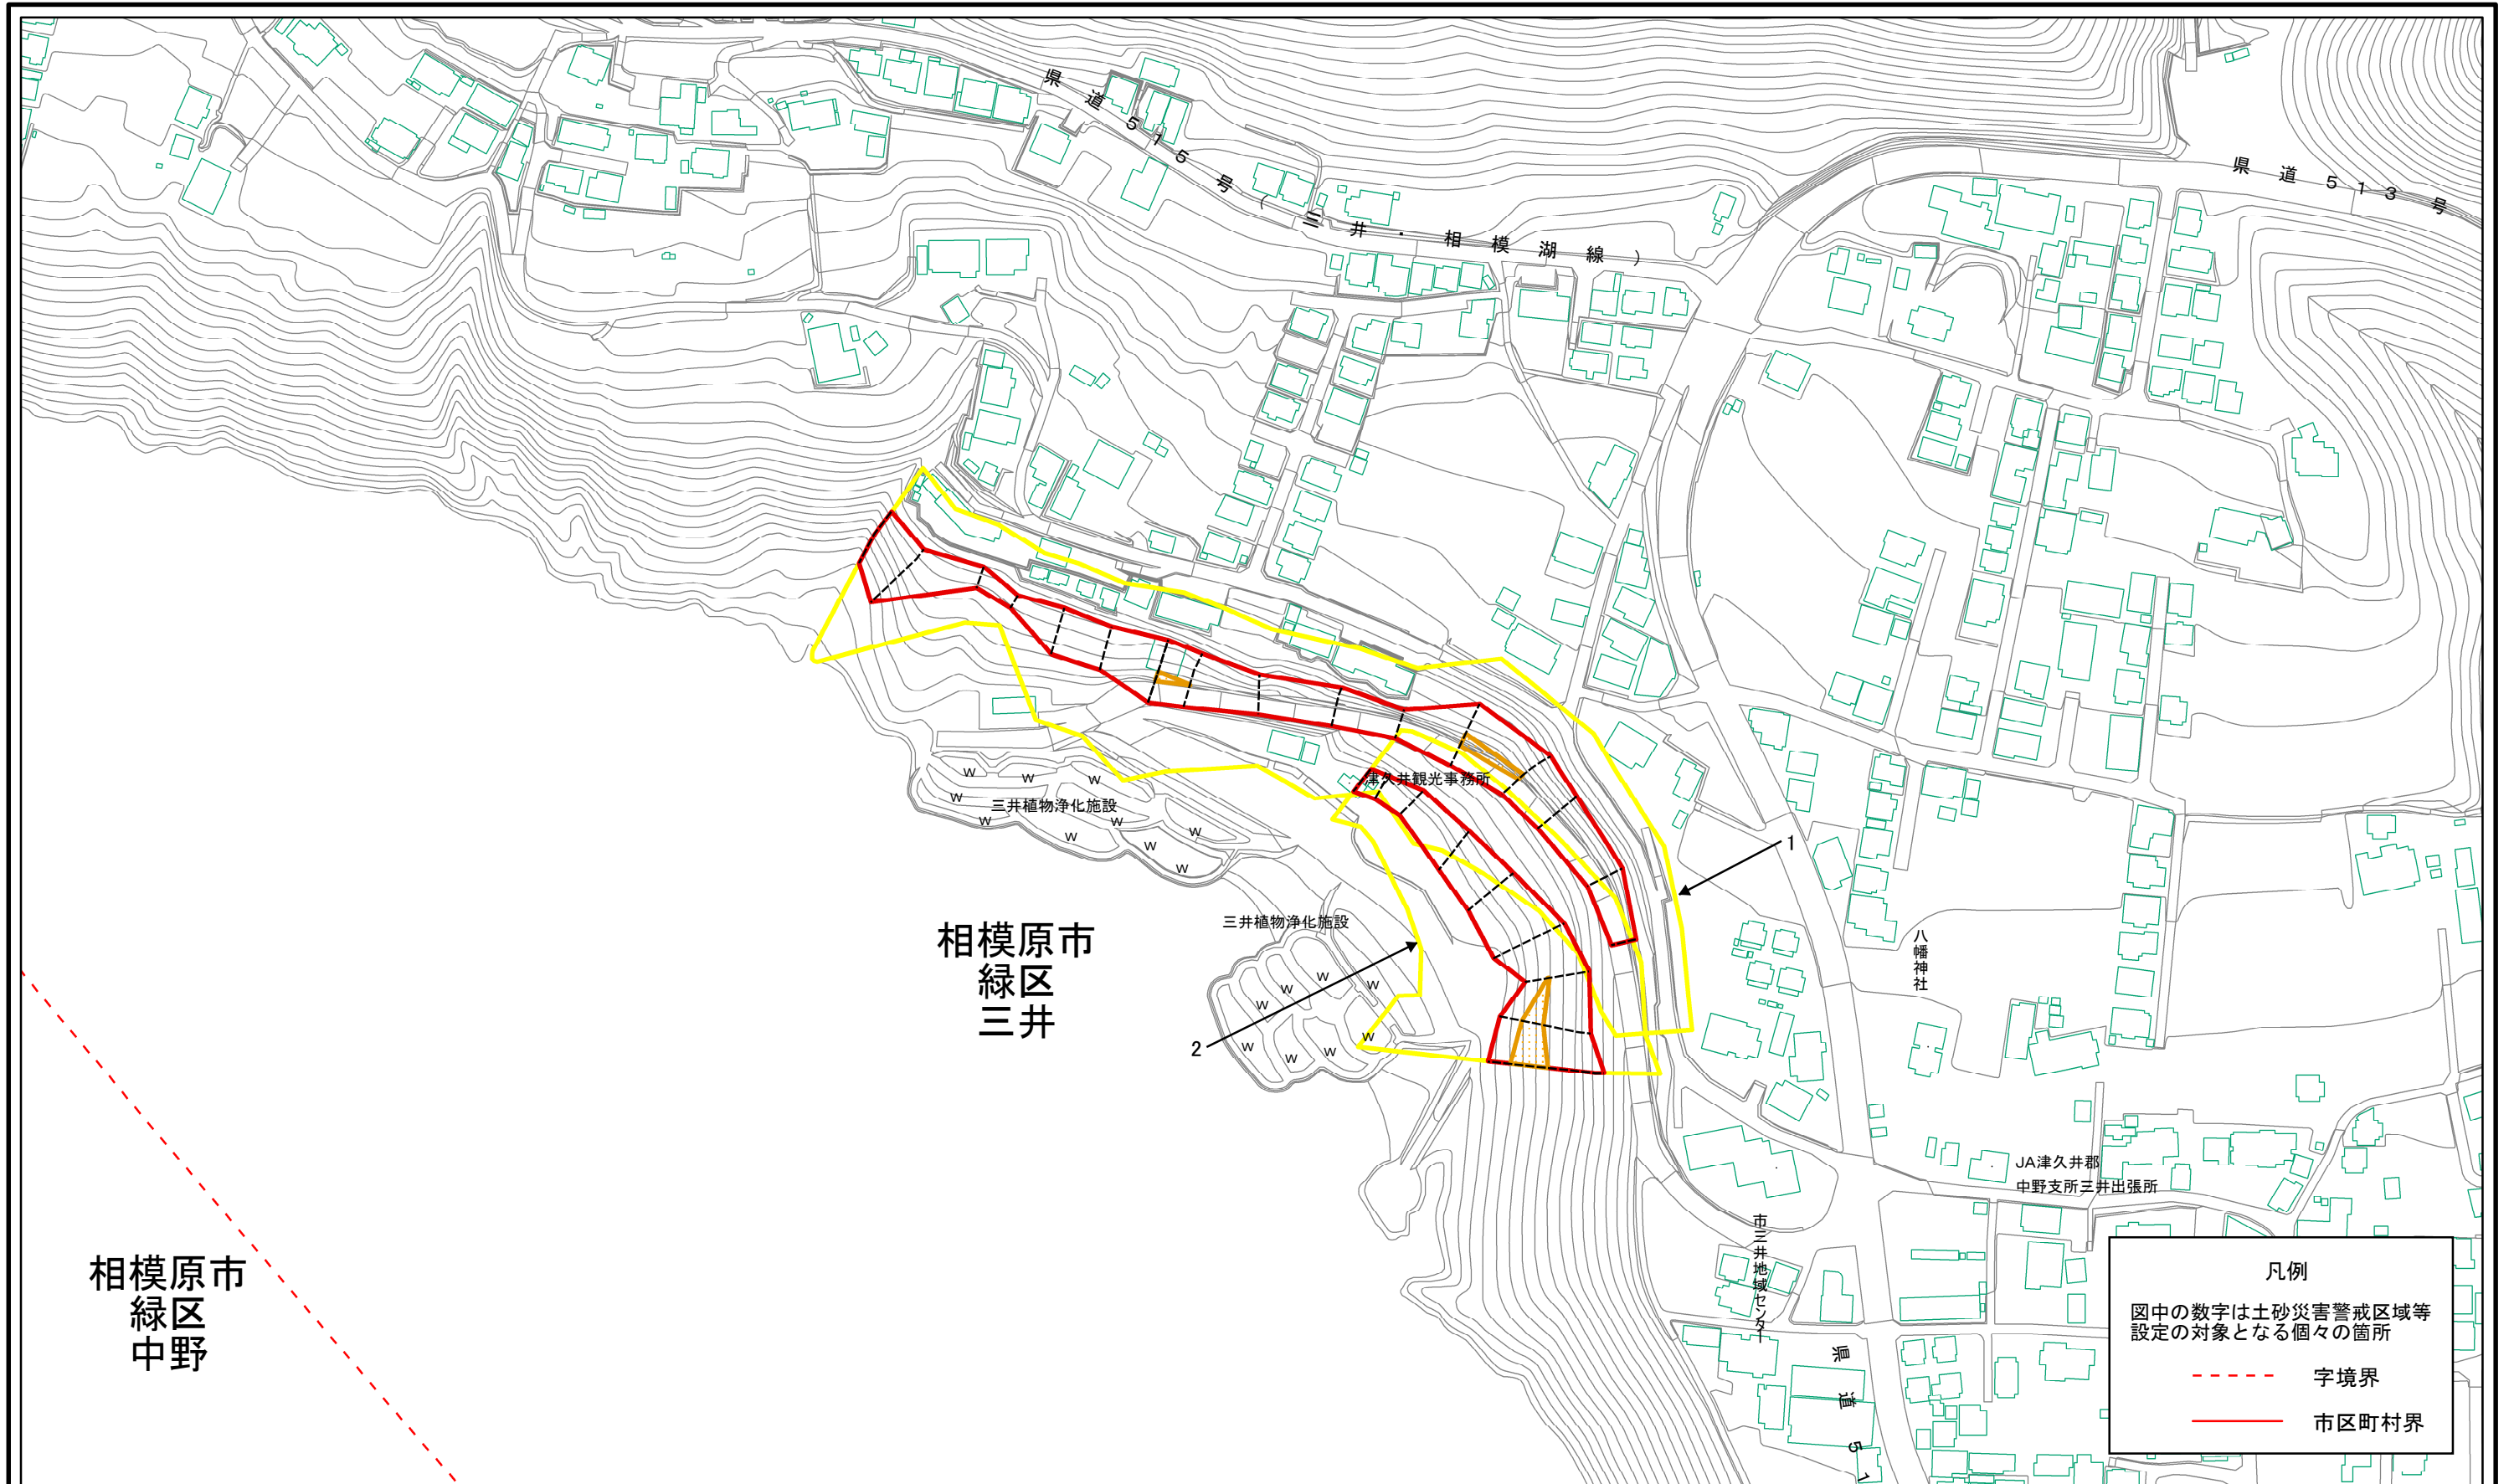 県道515号(三井・相模湖線)
県道513号
津久井観光事務所
三井植物浄化施設
W
W
W
W
W
W
W
W
W
W
1
三井植物浄化施設
W
W
W
W
W
W
W
W
W
2
八幡神社
相模原市
緑区
三井
相模原市
緑区
中野
JA津久井郡
中野支所三井出張所
市三井地域センター
県道51
凡例
図中の数字は土砂災害警戒区域等
設定の対象となる個々の箇所
字境界
市区町村界